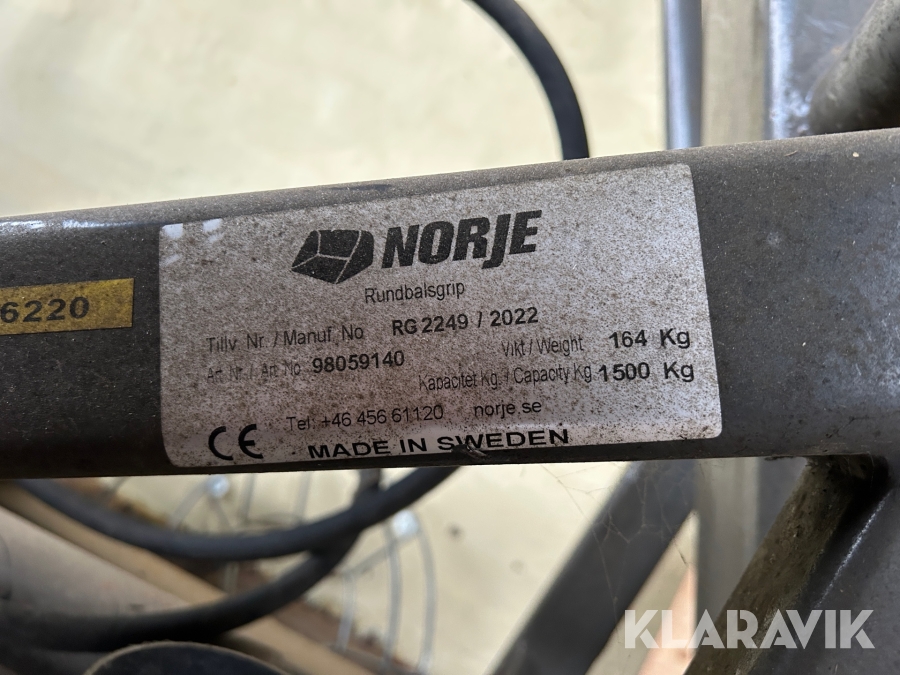 NORJE
Rundbalsgrip
Tillv. Nr. / Manuf. No RG 2249 / 2022
Art. Nr. / Art. No. 98059140 Vikt / Weight 164 Kg
Kapacitet Kg. / Capacity Kg 1500 Kg
Tel: +46 456 61120 norje.se
CE MADE IN SWEDEN
6220
KLARAVIK